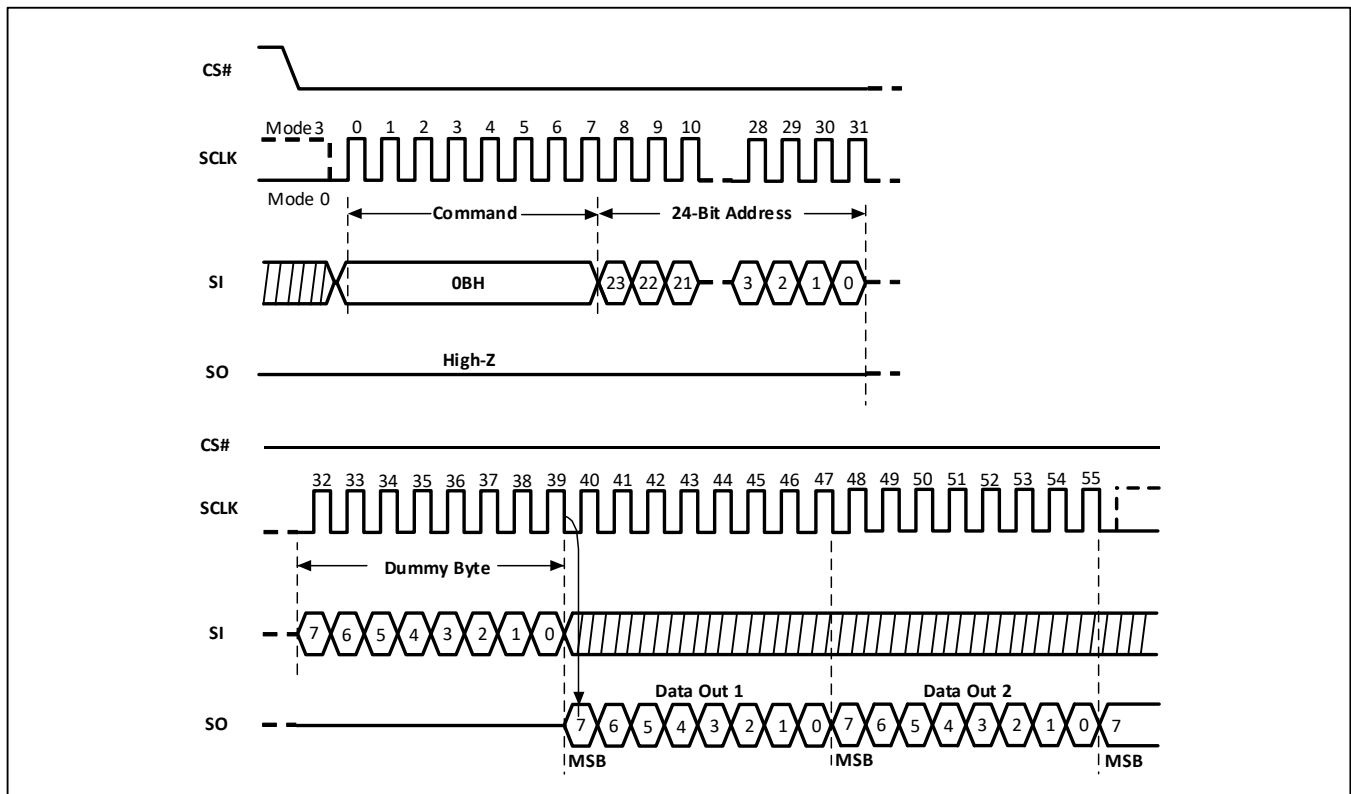 CS#
Mode 3 0 1 2 3 4 5 6 7 8 9 10 28 29 30 31
SCLK
Mode 0
Command 24-Bit Address
SI 0BH 23 22 21 3 2 1 0
High-Z
SO
CS#
32 33 34 35 36 37 38 39 40 41 42 43 44 45 46 47 48 49 50 51 52 53 54 55
SCLK
Dummy Byte
SI 7 6 5 4 3 2 1 0
Data Out 1 Data Out 2
SO 7 6 5 4 3 2 1 0 7 6 5 4 3 2 1 0 7
MSB MSB MSB